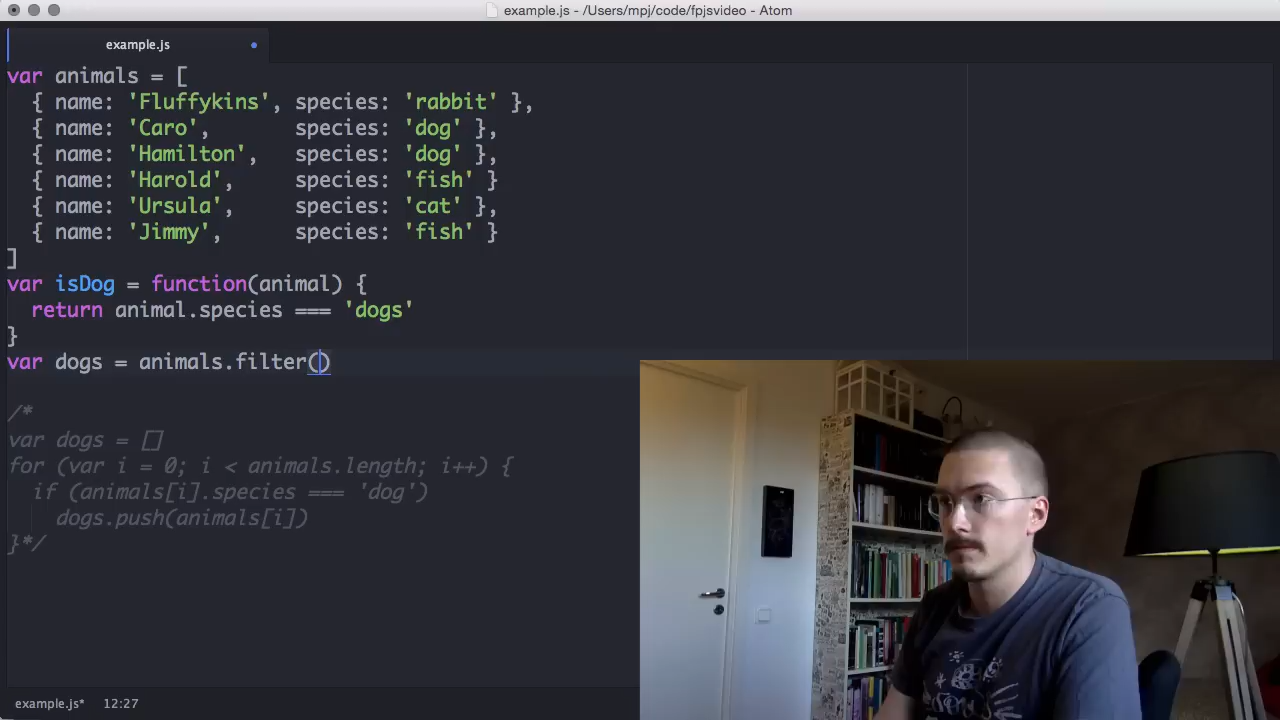 example.js - /Users/mpj/code/fpjsvideo - Atom
example.js
var animals = [
  { name: 'Fluffykins', species: 'rabbit' },
  { name: 'Caro',       species: 'dog' },
  { name: 'Hamilton',   species: 'dog' },
  { name: 'Harold',     species: 'fish' }
  { name: 'Ursula',     species: 'cat' },
  { name: 'Jimmy',      species: 'fish' }
]
var isDog = function(animal) {
  return animal.species === 'dogs'
}
var dogs = animals.filter()
/*
var dogs = []
for (var i = 0; i < animals.length; i++) {
  if (animals[i].species === 'dog')
    dogs.push(animals[i])
}*/
example.js* 12:27